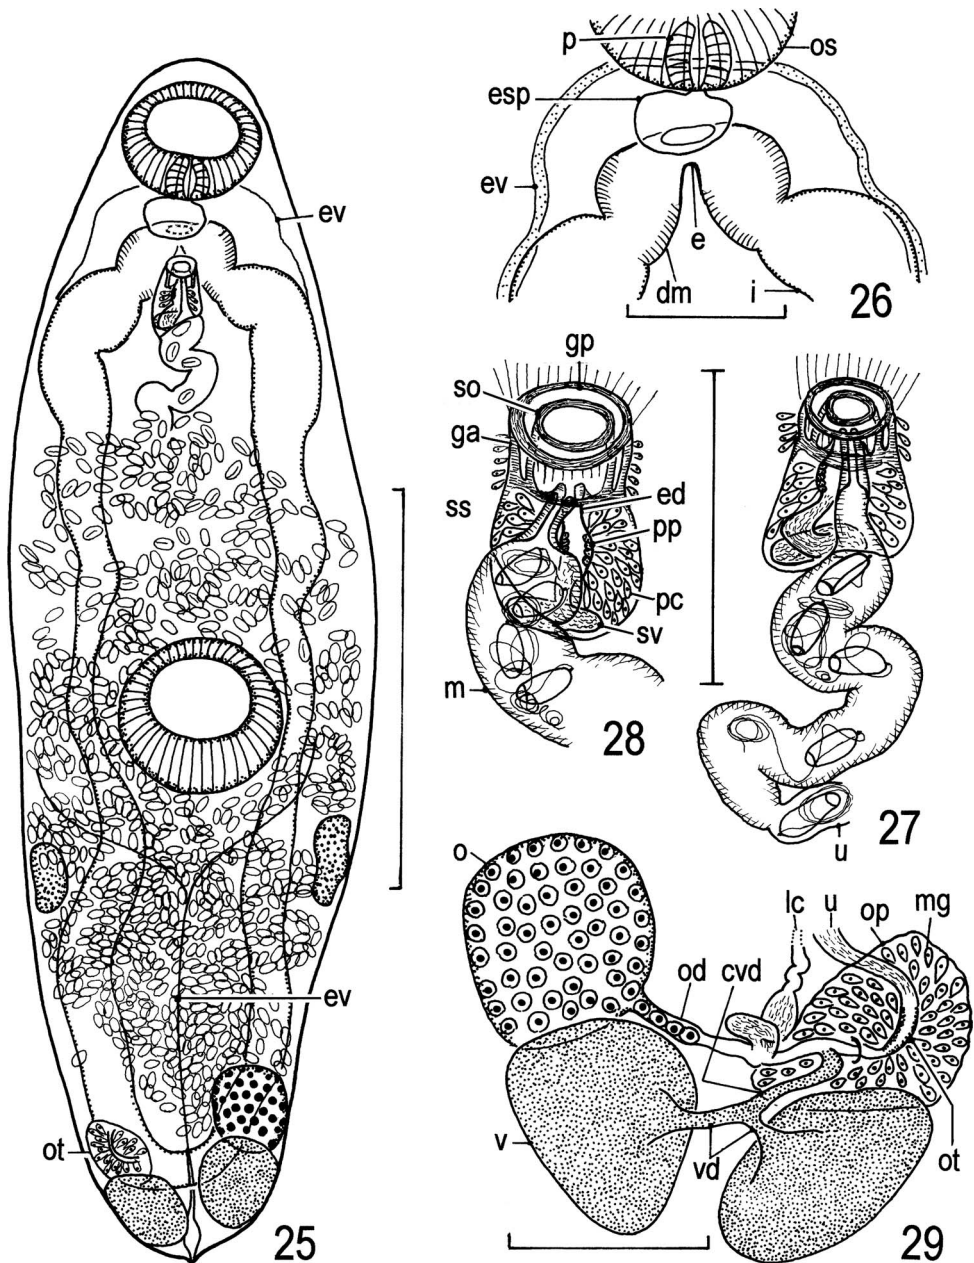 ev
ev
ot
25
p
os
esp
ev
e
dm
i
26
gp
so
ga
ss
ed
pp
pc
sv
m
28
u
27
o
lc
u
op
mg
od
cvd
v
vd
ot
29